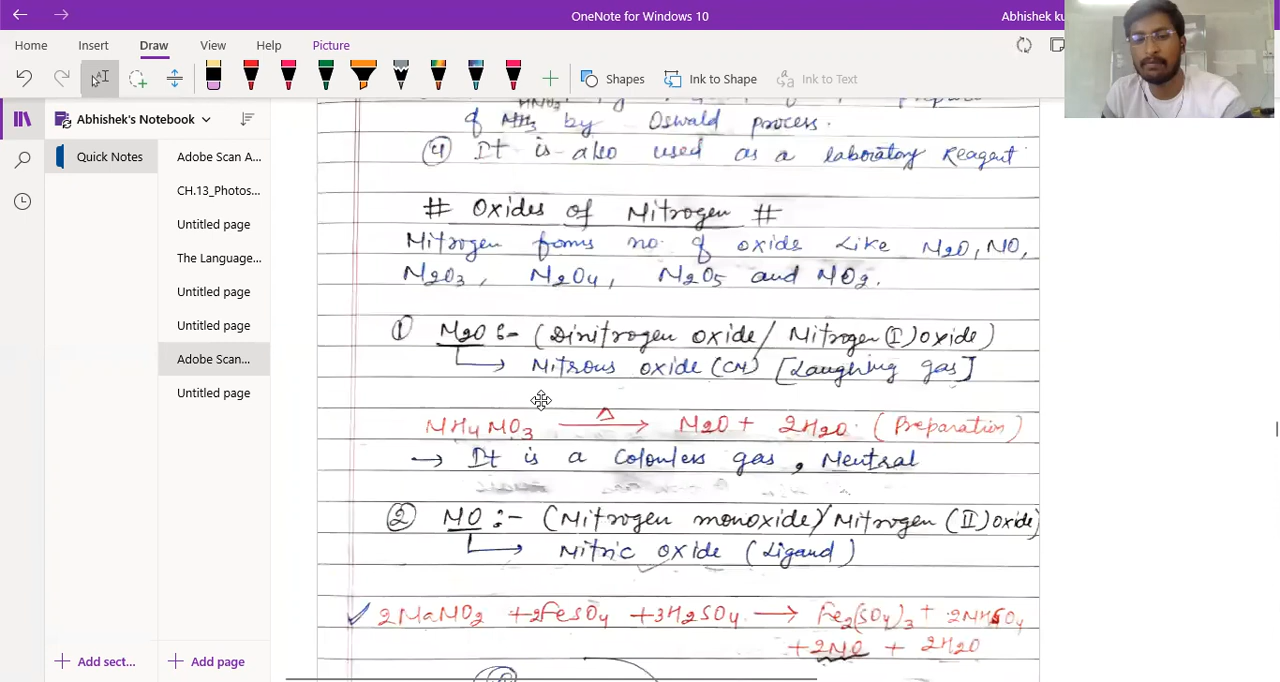 OneNote for Windows 10
Abhishek ku
Home Insert Draw View Help Picture
Shapes Ink to Shape Ink to Text
Abhishek's Notebook
Quick Notes
Adobe Scan A...
CH.13_Photos...
Untitled page
The Language...
Untitled page
Untitled page
Adobe Scan...
Untitled page
Add sect...
Add page
of NH3 by Oswald process.
④ It is also used as a laboratory Reagent
# Oxides of Nitrogen #
Nitrogen forms no. of oxide like N2O, NO,
N2O3, N2O4, N2O5 and NO2.
① N2O :- (Dinitrogen oxide / Nitrogen (I) oxide)
Nitrous oxide (CN) [Laughing gas]
NH4NO3 —Δ→ N2O + 2H2O. (Preparation)
→ It is a Colourless gas, Neutral
② NO :- (Nitrogen monoxide / Nitrogen (II) oxide)
Nitric oxide (Ligand)
2NaNO2 + 2FeSO4 + 3H2SO4 → Fe2(SO4)3 + 2NaHSO4
+ 2NO + 2H2O